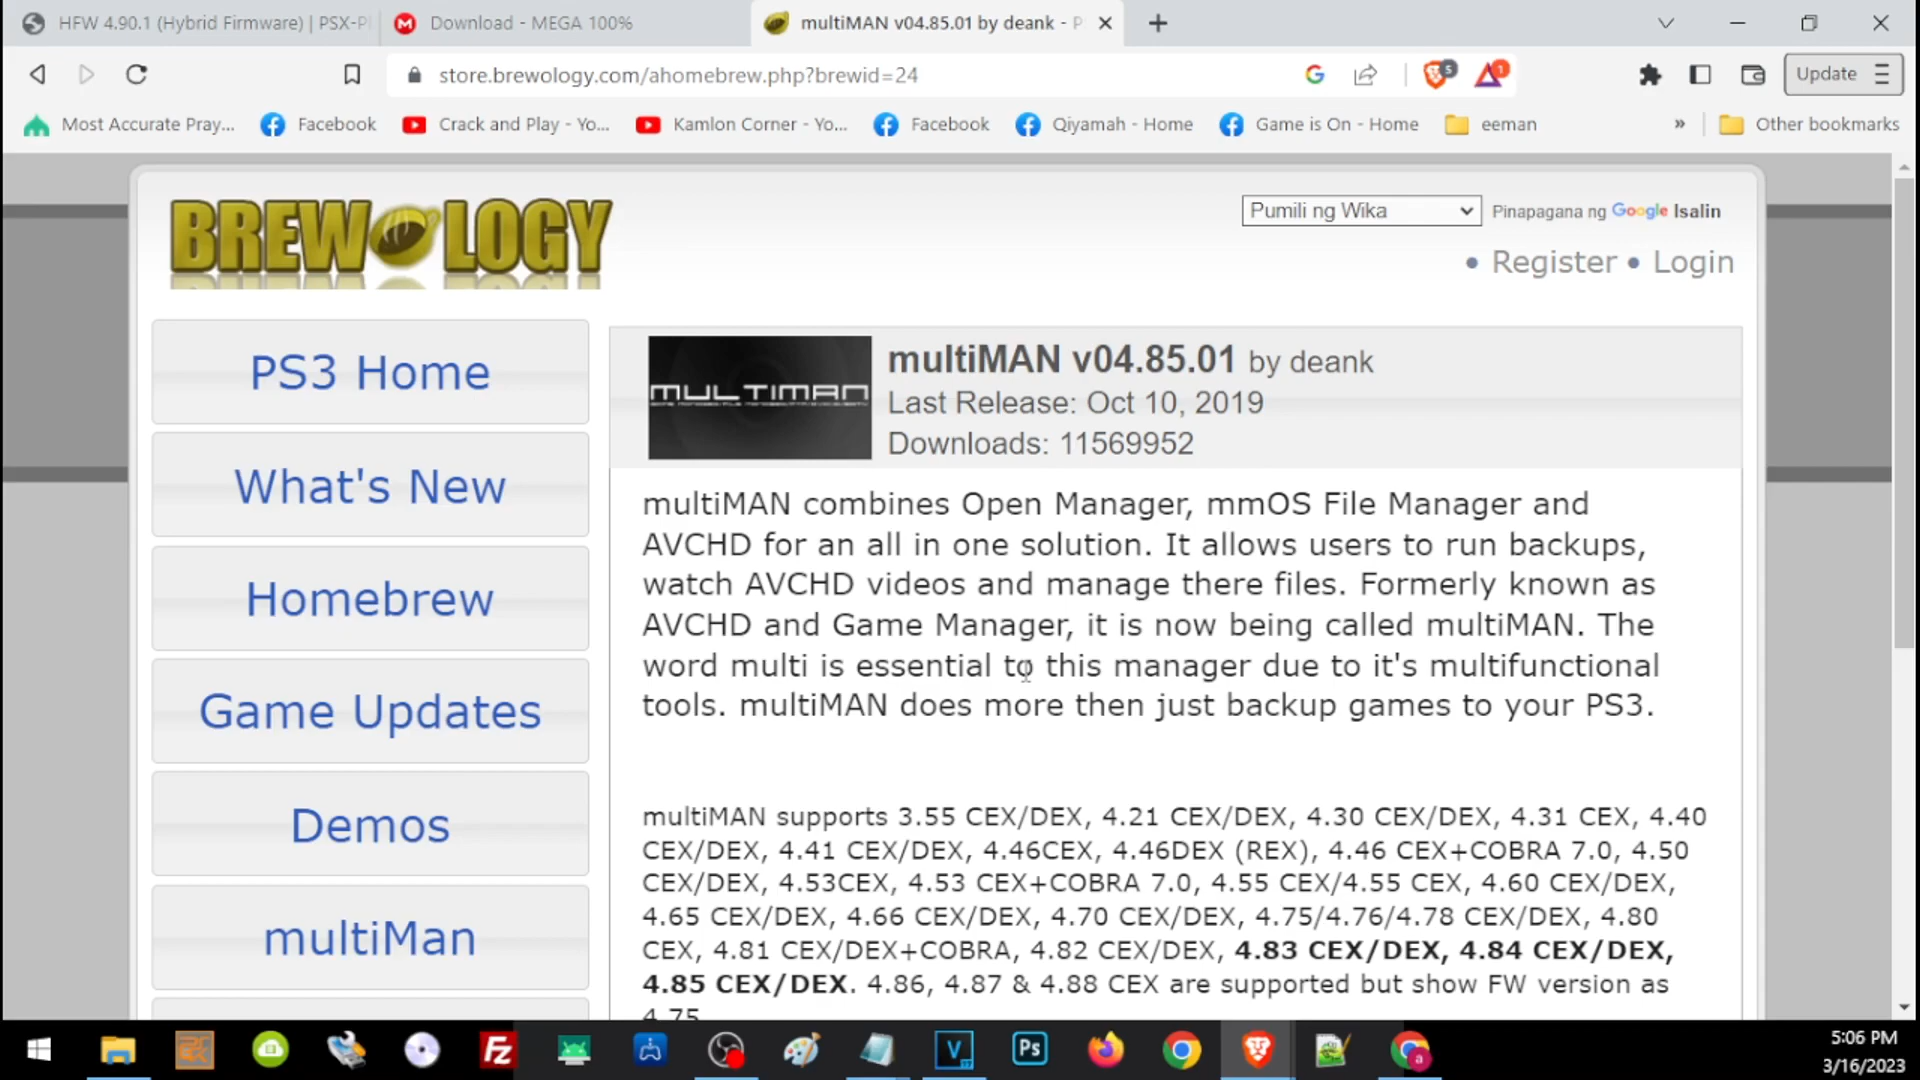 HFW 4.90.1 (Hybrid Firmware) | PSX-Pl
Download - MEGA 100%
multiMAN v04.85.01 by deank - P
store.brewology.com/ahomebrew.php?brewid=24
5
1
Update
Most Accurate Pray...
Facebook
Crack and Play - Yo...
Kamlon Corner - Yo...
Facebook
Qiyamah - Home
Game is On - Home
eeman
»
Other bookmarks
BREWOLOGY
Pumili ng Wika
Pinapagana ng Google Isalin
• Register • Login
PS3 Home
What's New
Homebrew
Game Updates
Demos
multiMan
MULTIMAN
multiMAN v04.85.01 by deank
Last Release: Oct 10, 2019
Downloads: 11569952
multiMAN combines Open Manager, mmOS File Manager and
AVCHD for an all in one solution. It allows users to run backups,
watch AVCHD videos and manage there files. Formerly known as
AVCHD and Game Manager, it is now being called multiMAN. The
word multi is essential to this manager due to it's multifunctional
tools. multiMAN does more then just backup games to your PS3.
multiMAN supports 3.55 CEX/DEX, 4.21 CEX/DEX, 4.30 CEX/DEX, 4.31 CEX, 4.40
CEX/DEX, 4.41 CEX/DEX, 4.46CEX, 4.46DEX (REX), 4.46 CEX+COBRA 7.0, 4.50
CEX/DEX, 4.53CEX, 4.53 CEX+COBRA 7.0, 4.55 CEX/4.55 CEX, 4.60 CEX/DEX,
4.65 CEX/DEX, 4.66 CEX/DEX, 4.70 CEX/DEX, 4.75/4.76/4.78 CEX/DEX, 4.80
CEX, 4.81 CEX/DEX+COBRA, 4.82 CEX/DEX, 4.83 CEX/DEX, 4.84 CEX/DEX,
4.85 CEX/DEX. 4.86, 4.87 & 4.88 CEX are supported but show FW version as
4.75
Fz
V
Ps
a
5:06 PM
3/16/2023